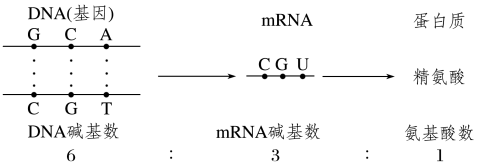 DNA(基因) mRNA 蛋白质
G C A
C G U
精氨酸
C G T
DNA碱基数 mRNA碱基数 氨基酸数
6 : 3 : 1